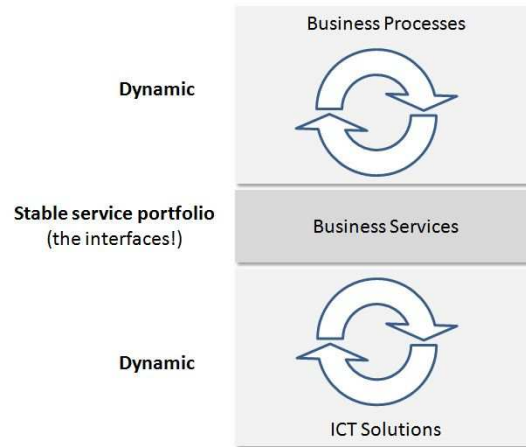 Business Processes
Dynamic
Stable service portfolio
(the interfaces!)
Business Services
Dynamic
ICT Solutions